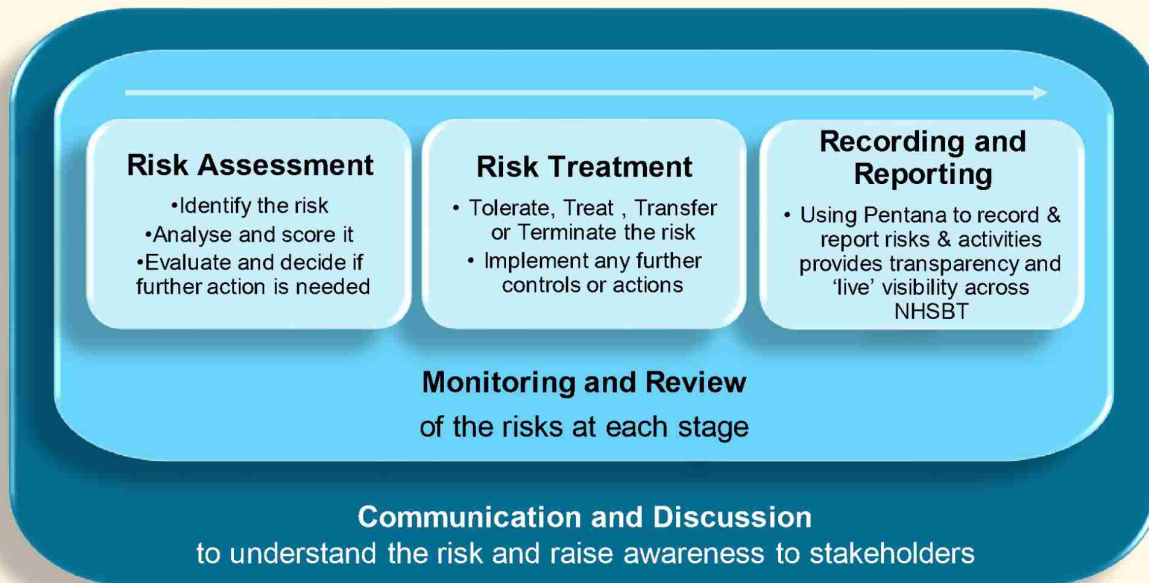 Risk Assessment
•Identify the risk
•Analyse and score it
•Evaluate and decide if
further action is needed
Risk Treatment
• Tolerate, Treat , Transfer
or Terminate the risk
• Implement any further
controls or actions
Recording and
Reporting
• Using Pentana to record &
report risks & activities
provides transparency and
‘live’ visibility across
NHSBT
Monitoring and Review
of the risks at each stage
Communication and Discussion
to understand the risk and raise awareness to stakeholders